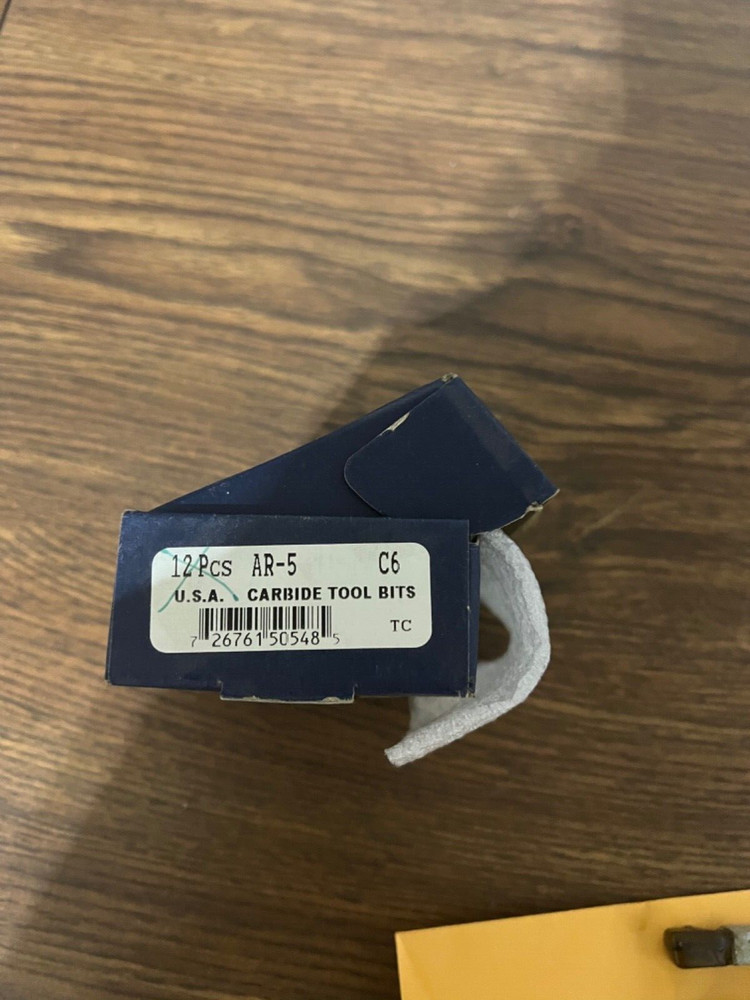 12 Pcs AR-5 C6
U.S.A. CARBIDE TOOL BITS
7 26761 50548 5
TC